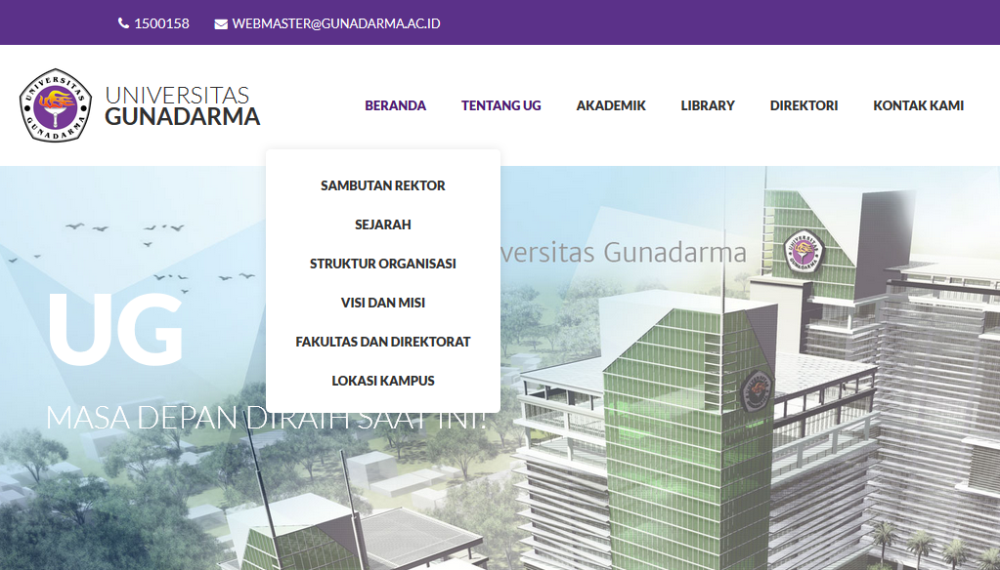 1500158 WEBMASTER@GUNADARMA.AC.ID
UNIVERSITAS GUNADARMA
UNIVERSITAS
GUNADARMA
BERANDA TENTANG UG AKADEMIK LIBRARY DIREKTORI KONTAK KAMI
SAMBUTAN REKTOR
SEJARAH
STRUKTUR ORGANISASI
VISI DAN MISI
FAKULTAS DAN DIREKTORAT
LOKASI KAMPUS
versitas Gunadarma
UG
MASA DEPAN DIRAIH SAAT INI!